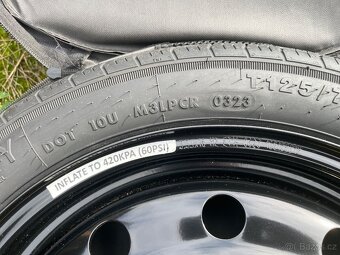 Y DOT 10U M3LPCR 0323 T125/7
INFLATE TO 420KPA (60PSI)